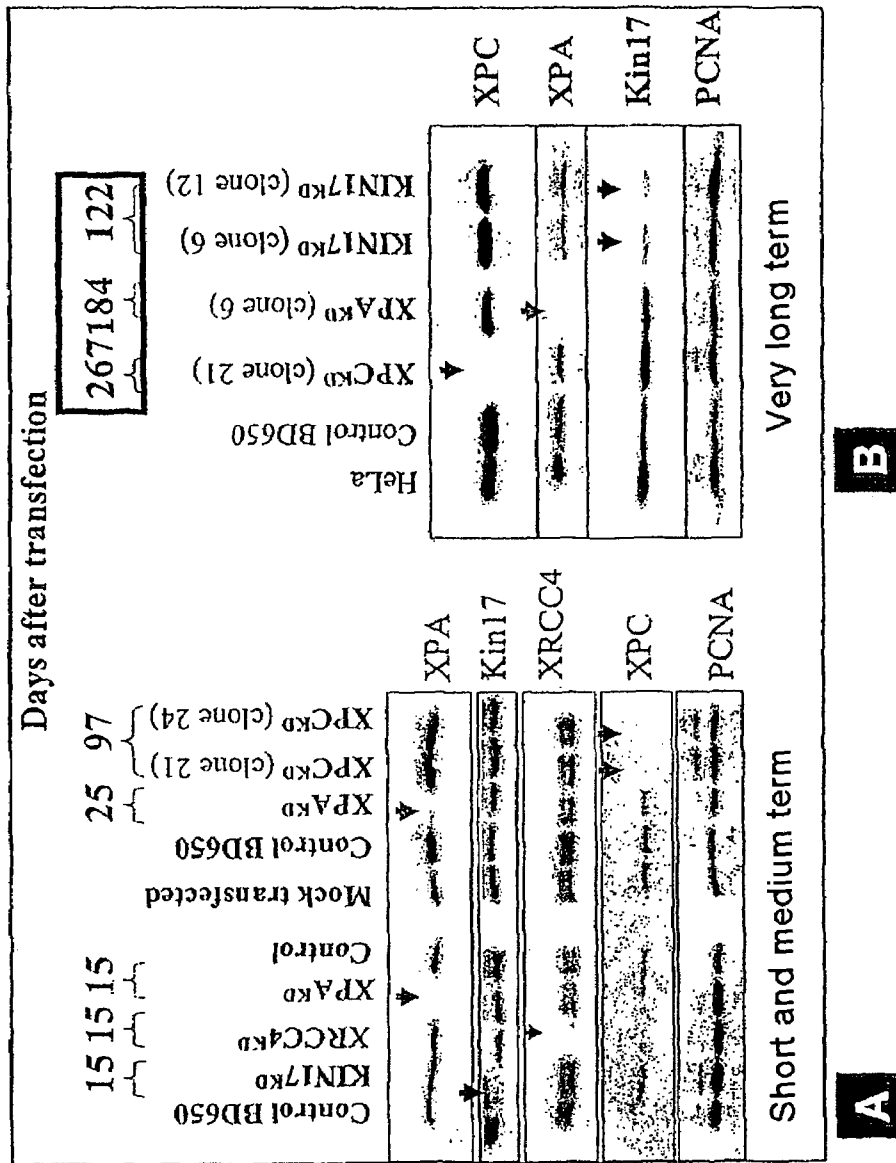 Days after transfection
15 15 15 25 97
Control BD650
KIN17KD
XRCC4KD
XPAKD
Control
Mock transfected
Control BD650
XPAKD
XPCKD (clone 21)
XPCKD (clone 24)
XPA
Kin17
XRCC4
XPC
PCNA
Short and medium term
A
267 184 122
HeLa
Control BD650
XPCKD (clone 21)
XPAKD (clone 6)
KIN17KD (clone 6)
KIN17KD (clone 12)
XPC
XPA
Kin17
PCNA
Very long term
B